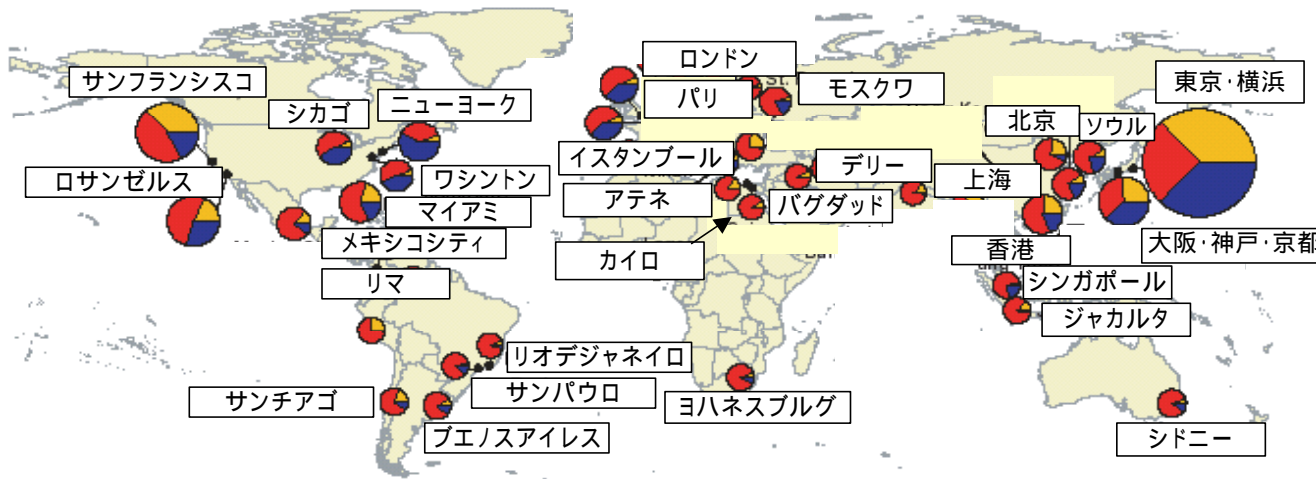 ロンドン
サンフランシスコ
シカゴ
ニューヨーク
パリ
モスクワ
東京・横浜
北京
ソウル
ロサンゼルス
ワシントン
イスタンブール
デリー
上海
マイアミ
アテネ
バグダッド
メキシコシティ
カイロ
香港
大阪・神戸・京都
リマ
シンガポール
ジャカルタ
リオデジャネイロ
サンパウロ
サンチアゴ
ヨハネスブルグ
ブエノスアイレス
シドニー